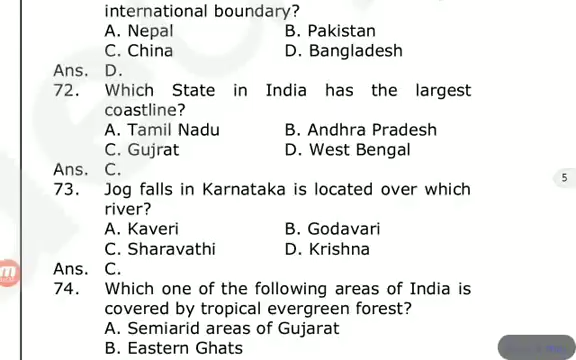 international boundary?
A. Nepal B. Pakistan
C. China D. Bangladesh
Ans. D.
72. Which State in India has the largest
coastline?
A. Tamil Nadu B. Andhra Pradesh
C. Gujrat D. West Bengal
Ans. C.
73. Jog falls in Karnataka is located over which
river?
A. Kaveri B. Godavari
C. Sharavathi D. Krishna
Ans. C.
74. Which one of the following areas of India is
covered by tropical evergreen forest?
A. Semiarid areas of Gujarat
B. Eastern Ghats
5